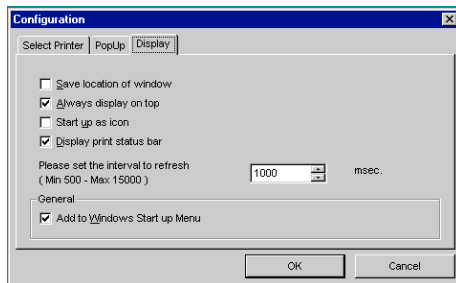 Configuration
Select Printer PopUp Display
Save location of window
Always display on top
Start up as icon
Display print status bar
Please set the interval to refresh
( Min 500 - Max 15000 )
1000 msec.
General
Add to Windows Start up Menu
OK Cancel